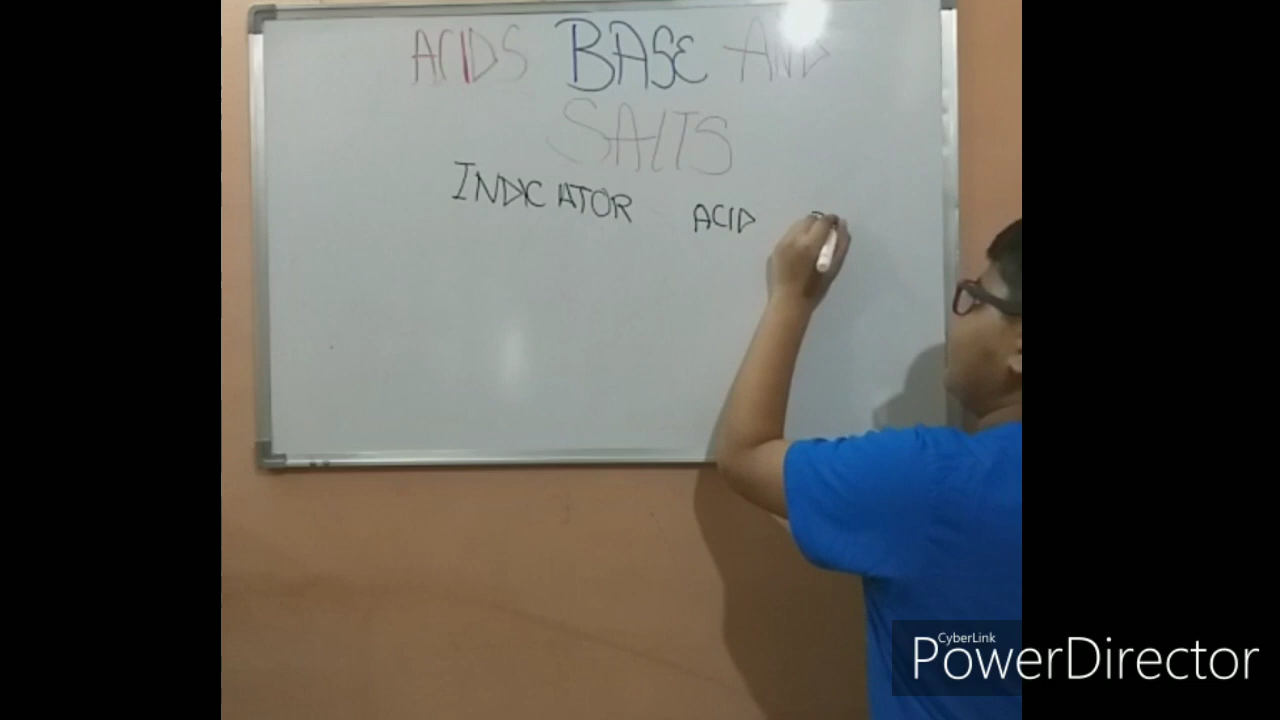 ACIDS BASE AND
SALTS
INDICATOR ACID
CyberLink
PowerDirector